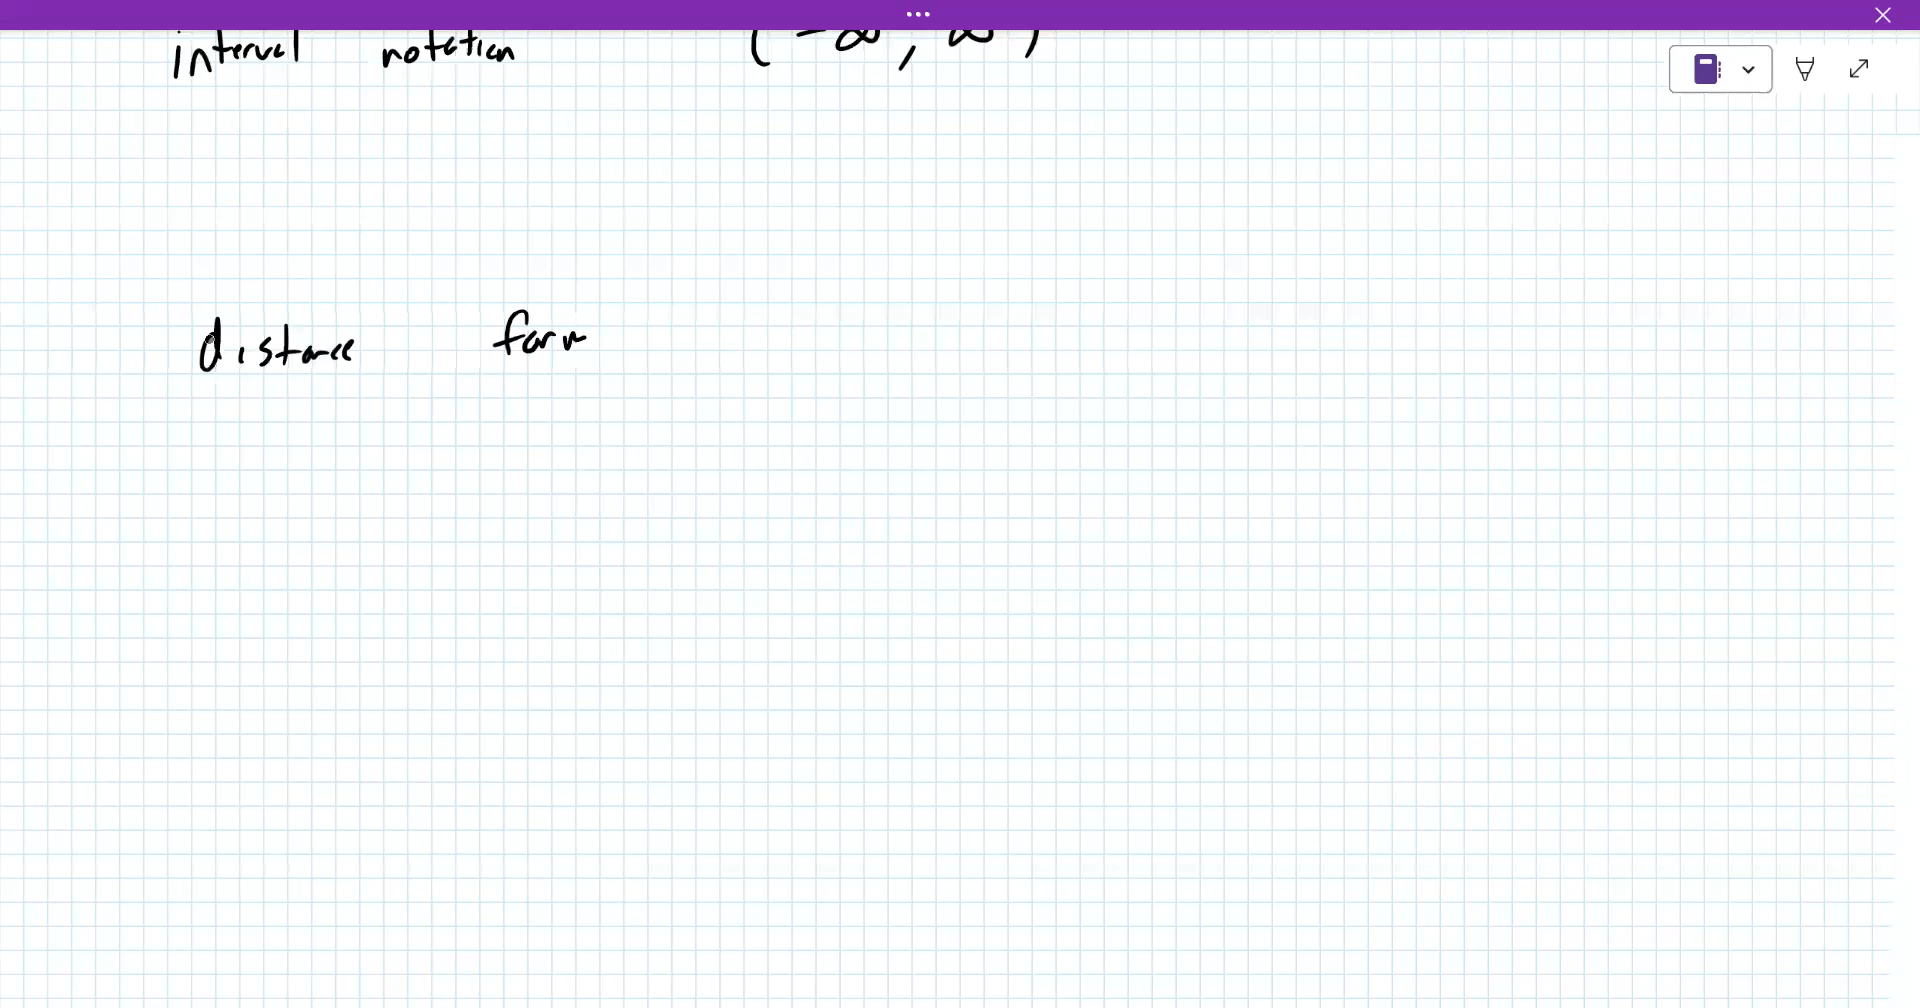 interval notation (-∞, ∞)
distance form